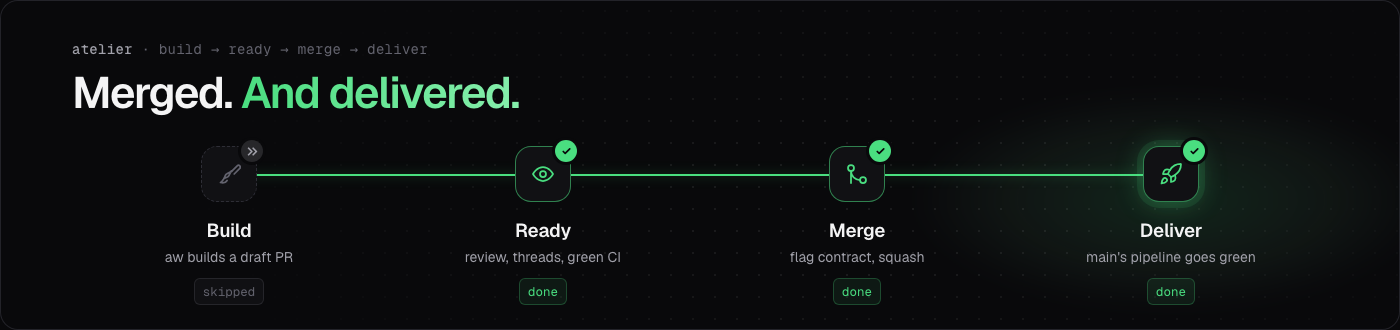 atelier · build → ready → merge → deliver
Merged. And delivered.
Build
Ready
Merge
Deliver
aw builds a draft PR
review, threads, green CI
flag contract, squash
main's pipeline goes green
skipped
done
done
done